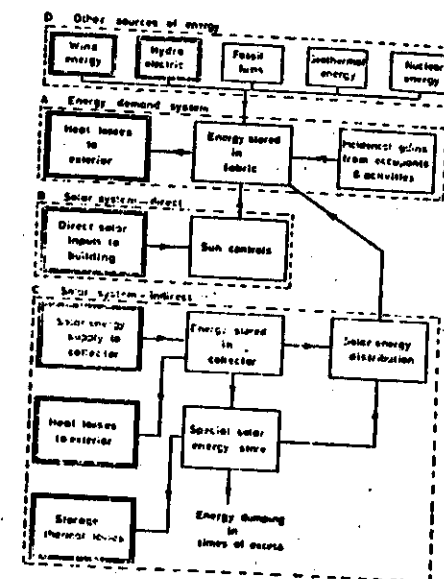 D Other sources of energy
Wind
energy
Hydro
electric
Fossil
fuels
Geothermal
energy
Nuclear
energy
A Energy demand system
Heat losses
to
exterior
Energy stored
in
fabric
Incidental gains
from occupants
& activities
B Solar system - direct
Direct solar
inputs to
building
Sun controls
C Solar system - indirect
Solar energy
supply to
collector
Energy stored
in
collector
Solar energy
distribution
Heat losses
to exterior
Special solar
energy store
Storage
thermal losses
Energy dumping
in
times of excess